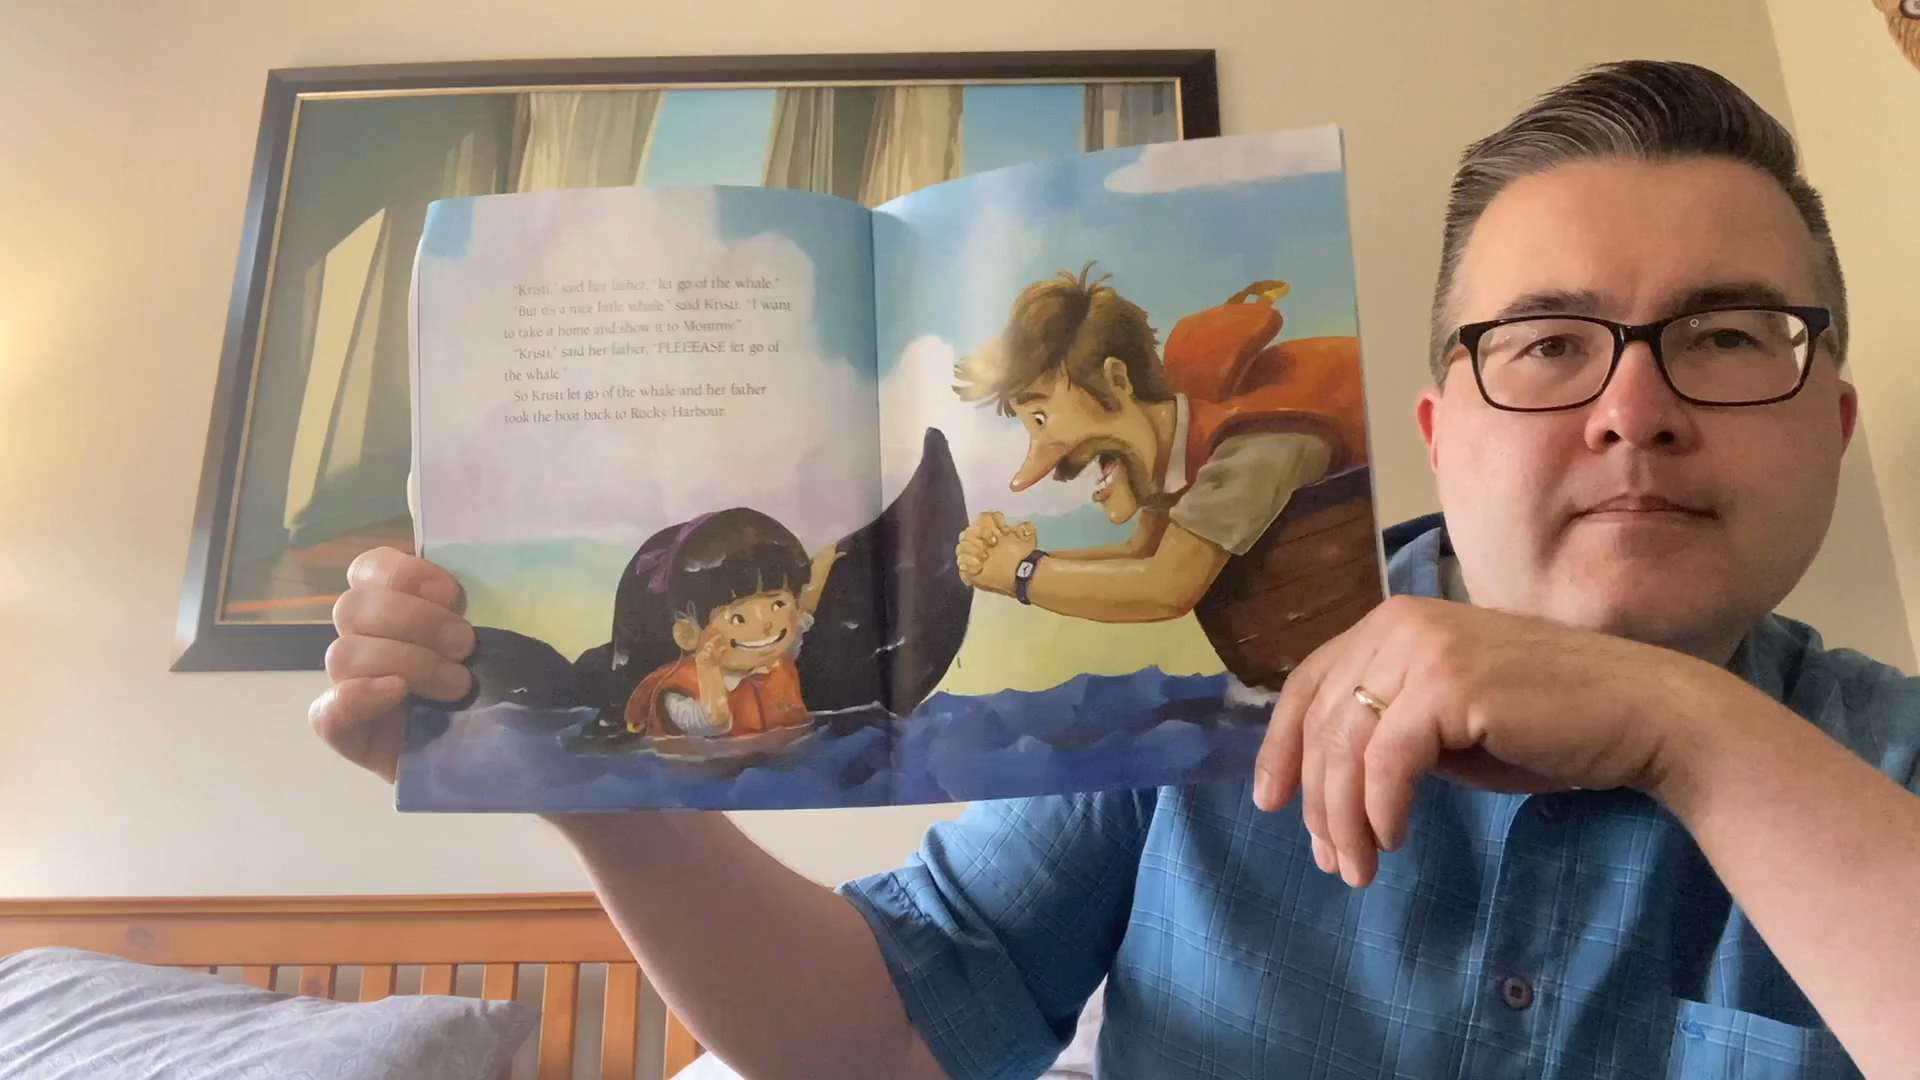 "Kristi," said her father, "let go of the whale."
"But it's a nice little whale," said Kristi. "I want
to take it home and show it to Mommy."
"Kristi," said her father, "PLEEEASE let go of
the whale."
So Kristi let go of the whale and her father
took the boat back to Rocky Harbour.